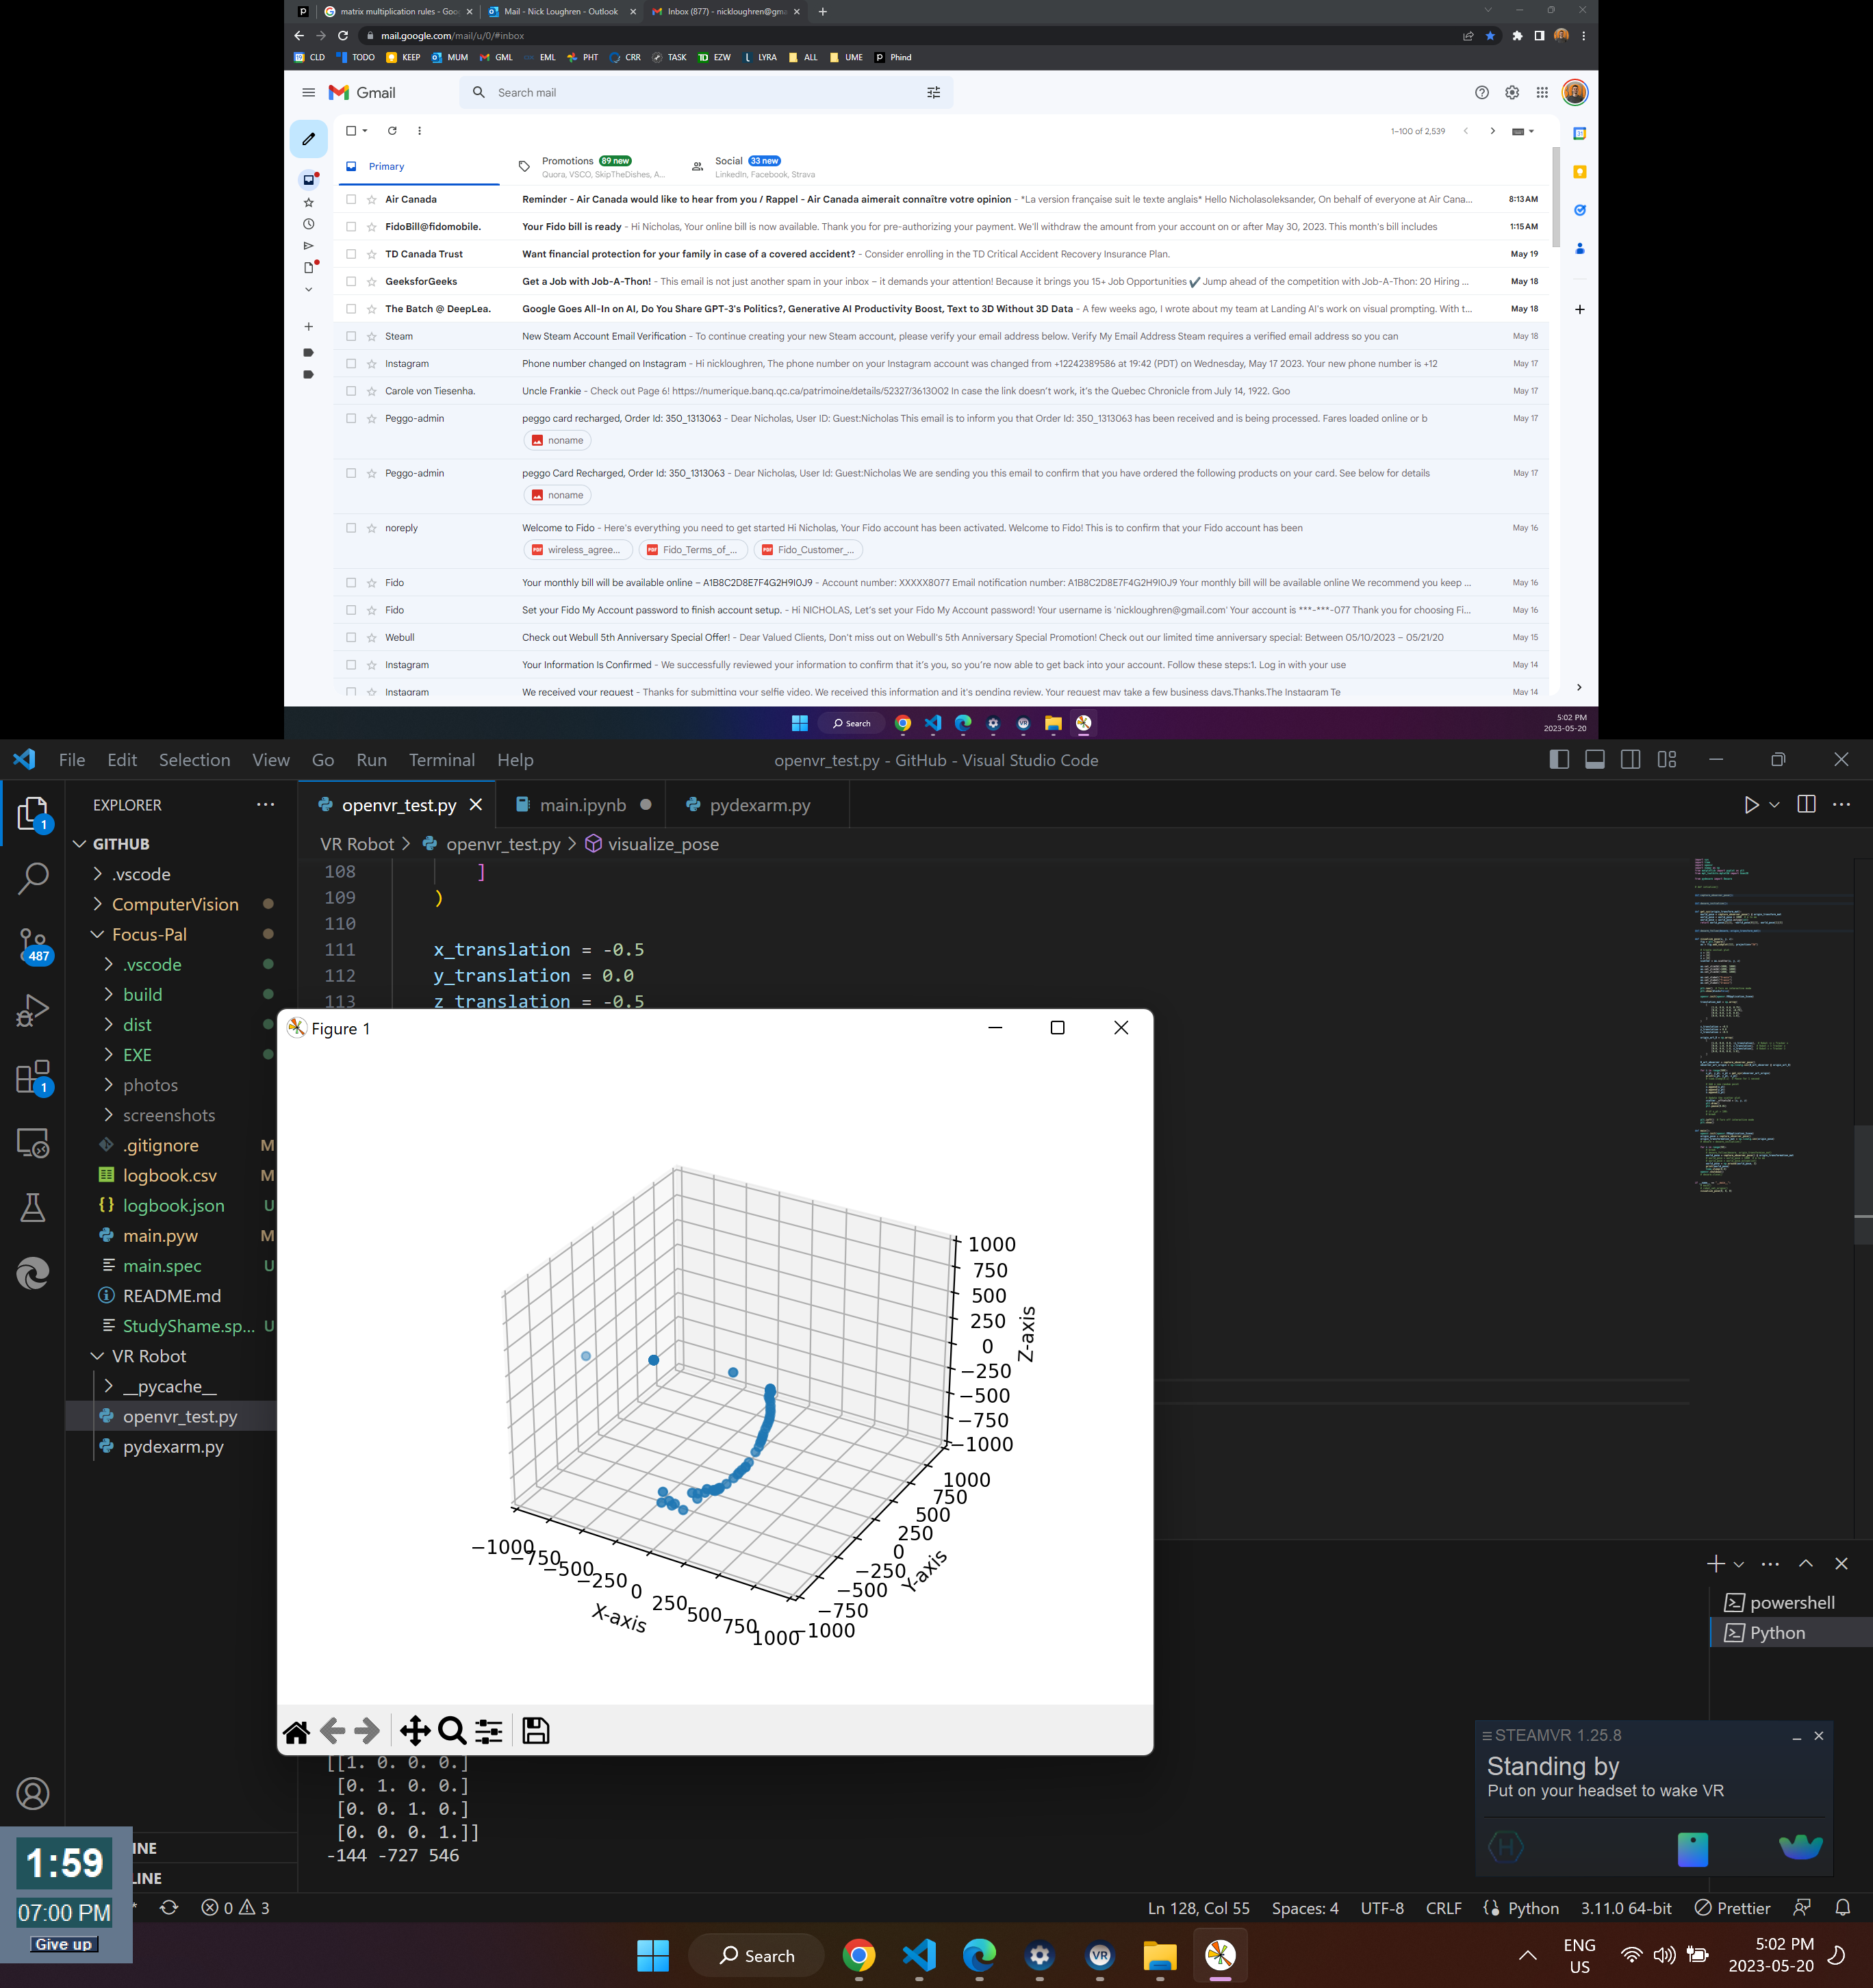 matrix multiplication rules - Goo
Mail - Nick Loughren - Outlook
Inbox (877) - nickloughren@gma
mail.google.com/mail/u/0/#inbox
CLD TODO KEEP MUM GML EML PHT CRR TASK EZW LYRA ALL UME Phind
Gmail
Search mail
1–100 of 2,539
Primary
Promotions 89 new
Quora, VSCO, SkipTheDishes, A...
Social 33 new
LinkedIn, Facebook, Strava
Air Canada Reminder - Air Canada would like to hear from you / Rappel - Air Canada aimerait connaître votre opinion - *La version française suit le texte anglais* Hello Nicholasoleksander, On behalf of everyone at Air Cana... 8:13 AM
FidoBill@fidomobile. Your Fido bill is ready - Hi Nicholas, Your online bill is now available. Thank you for pre-authorizing your payment. We'll withdraw the amount from your account on or after May 30, 2023. This month's bill includes 1:15 AM
TD Canada Trust Want financial protection for your family in case of a covered accident? - Consider enrolling in the TD Critical Accident Recovery Insurance Plan. May 19
GeeksforGeeks Get a Job with Job-A-Thon! - This email is not just another spam in your inbox – it demands your attention! Because it brings you 15+ Job Opportunities ✔ Jump ahead of the competition with Job-A-Thon: 20 Hiring ... May 18
The Batch @ DeepLea. Google Goes All-In on AI, Do You Share GPT-3's Politics?, Generative AI Productivity Boost, Text to 3D Without 3D Data - A few weeks ago, I wrote about my team at Landing AI's work on visual prompting. With t... May 18
Steam New Steam Account Email Verification - To continue creating your new Steam account, please verify your email address below. Verify My Email Address Steam requires a verified email address so you can May 18
Instagram Phone number changed on Instagram - Hi nickloughren, The phone number on your Instagram account was changed from +12242389586 at 19:42 (PDT) on Wednesday, May 17 2023. Your new phone number is +12 May 17
Carole von Tiesenha. Uncle Frankie - Check out Page 6! https://numerique.banq.qc.ca/patrimoine/details/52327/3613002 In case the link doesn't work, it's the Quebec Chronicle from July 14, 1922. Goo May 17
Peggo-admin peggo card recharged, Order Id: 350_1313063 - Dear Nicholas, User ID: Guest:Nicholas This email is to inform you that Order Id: 350_1313063 has been received and is being processed. Fares loaded online or b May 17
noname
Peggo-admin peggo Card Recharged, Order Id: 350_1313063 - Dear Nicholas, User Id: Guest:Nicholas We are sending you this email to confirm that you have ordered the following products on your card. See below for details May 17
noname
noreply Welcome to Fido - Here's everything you need to get started Hi Nicholas, Your Fido account has been activated. Welcome to Fido! This is to confirm that your Fido account has been May 16
wireless_agree... Fido_Terms_of_... Fido_Customer_...
Fido Your monthly bill will be available online – A1B8C2D8E7F4G2H9I0J9 - Account number: XXXXX8077 Email notification number: A1B8C2D8E7F4G2H9I0J9 Your monthly bill will be available online We recommend you keep ... May 16
Fido Set your Fido My Account password to finish account setup. - Hi NICHOLAS, Let's set your Fido My Account password! Your username is 'nickloughren@gmail.com' Your account is ***-***-077 Thank you for choosing Fi... May 16
Webull Check out Webull 5th Anniversary Special Offer! - Dear Valued Clients, Don't miss out on Webull's 5th Anniversary Special Promotion! Check out our limited time anniversary special: Between 05/10/2023 – 05/21/20 May 15
Instagram Your Information Is Confirmed - We successfully reviewed your information to confirm that it's you, so you're now able to get back into your account. Follow these steps:1. Log in with your use May 14
Instagram We received your request - Thanks for submitting your selfie video. We received this information and it's pending review. Your request may take a few business days.Thanks.The Instagram Te May 14
Search
5:02 PM
2023-05-20
File Edit Selection View Go Run Terminal Help
openvr_test.py - GitHub - Visual Studio Code
EXPLORER
openvr_test.py main.ipynb pydexarm.py
VR Robot > openvr_test.py > visualize_pose
1
487
1
GITHUB
.vscode
ComputerVision
Focus-Pal
.vscode
build
dist
EXE
photos
screenshots
.gitignore M
logbook.csv M
logbook.json U
main.pyw M
main.spec U
README.md
StudyShame.sp... U
VR Robot
__pycache__
openvr_test.py
pydexarm.py
108 ]
109 )
110
111 x_translation = -0.5
112 y_translation = 0.0
113 z_translation = -0.5
Figure 1
1000
750
500
250
0
−250
−500
−750
−1000
Z-axis
1000
750
500
250
0
−250
−500
−750
−1000
Y-axis
−1000
−750
−500
−250
0
250
500
750
1000
X-axis
[[1. 0. 0. 0.]
[0. 1. 0. 0.]
[0. 0. 1. 0.]
[0. 0. 0. 1.]]
-144 -727 546
powershell
Python
STEAMVR 1.25.8
Standing by
Put on your headset to wake VR
1:59
07:00 PM
Give up
INE
LINE
0 3
Ln 128, Col 55 Spaces: 4 UTF-8 CRLF Python 3.11.0 64-bit Prettier
Search
ENG
US
5:02 PM
2023-05-20